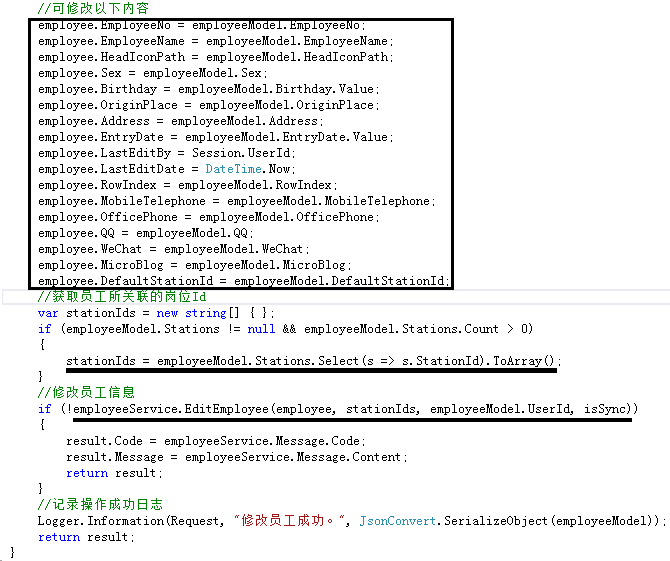 //可修改以下内容
employee.EmployeeNo = employeeModel.EmployeeNo;
employee.EmployeeName = employeeModel.EmployeeName;
employee.HeadIconPath = employeeModel.HeadIconPath;
employee.Sex = employeeModel.Sex;
employee.Birthday = employeeModel.Birthday.Value;
employee.OriginPlace = employeeModel.OriginPlace;
employee.Address = employeeModel.Address;
employee.EntryDate = employeeModel.EntryDate.Value;
employee.LastEditBy = Session.UserId;
employee.LastEditDate = DateTime.Now;
employee.RowIndex = employeeModel.RowIndex;
employee.MobileTelephone = employeeModel.MobileTelephone;
employee.OfficePhone = employeeModel.OfficePhone;
employee.QQ = employeeModel.QQ;
employee.WeChat = employeeModel.WeChat;
employee.MicroBlog = employeeModel.MicroBlog;
employee.DefaultStationId = employeeModel.DefaultStationId;
//获取员工所关联的岗位Id
var stationIds = new string[] { };
if (employeeModel.Stations != null && employeeModel.Stations.Count > 0)
{
stationIds = employeeModel.Stations.Select(s => s.StationId).ToArray();
}
//修改员工信息
if (!employeeService.EditEmployee(employee, stationIds, employeeModel.UserId, isSync))
{
result.Code = employeeService.Message.Code;
result.Message = employeeService.Message.Content;
return result;
}
//记录操作成功日志
Logger.Information(Request, "修改员工成功。", JsonConvert.SerializeObject(employeeModel));
return result;
}